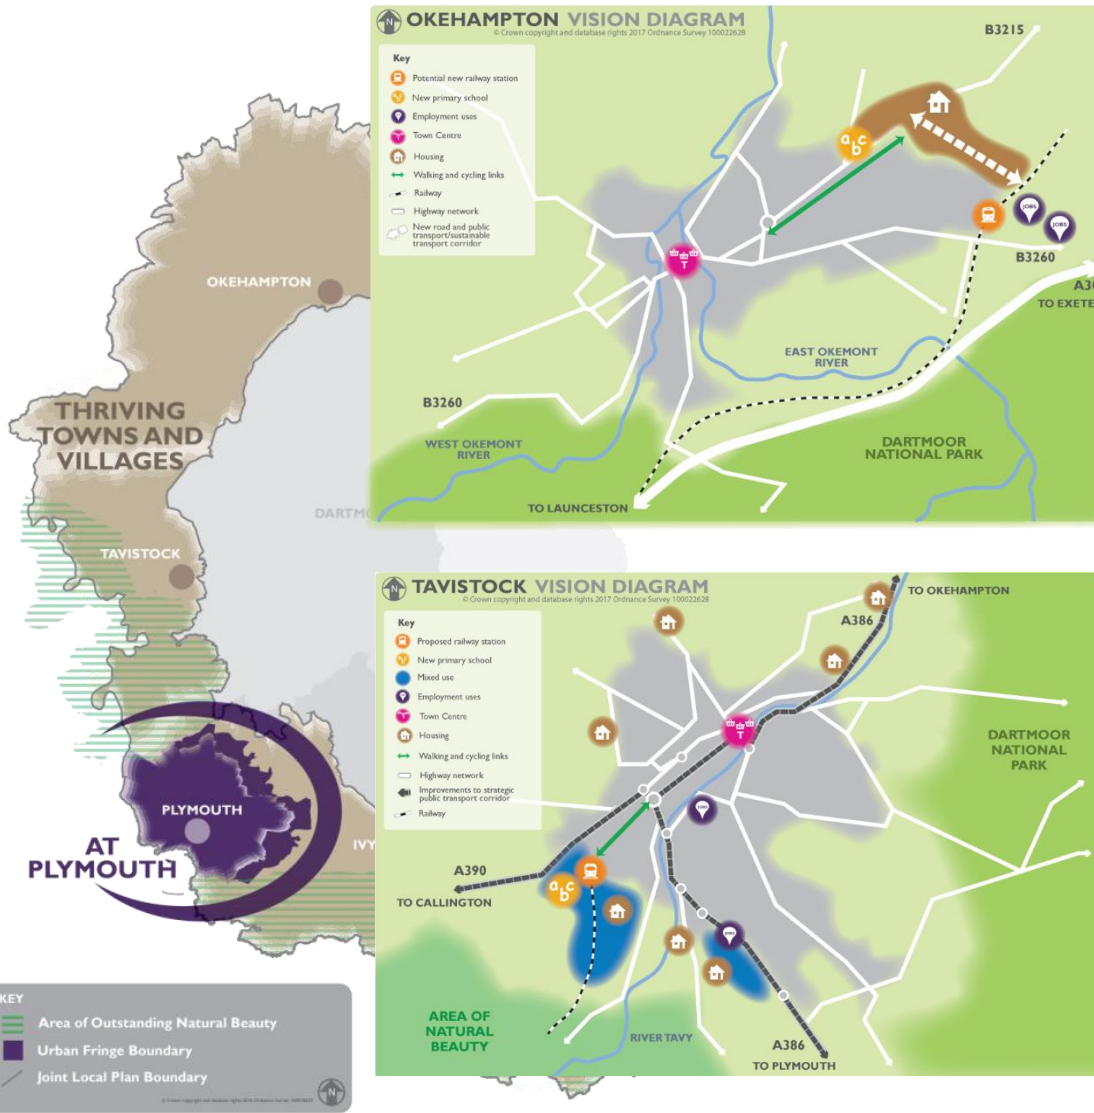 OKEHAMPTON VISION DIAGRAM
© Crown copyright and database rights 2017 Ordnance Survey 100022628
N
Key
Potential new railway station
New primary school
Employment uses
Town Centre
Housing
Walking and cycling links
Railway
Highway network
New road and public
transport/sustainable
transport corridor
B3215
abc
JOBS
JOBS
T
B3260
A30
TO EXETE
EAST OKEMONT
RIVER
B3260
WEST OKEMONT
RIVER
DARTMOOR
NATIONAL PARK
TO LAUNCESTON
OKEHAMPTON
THRIVING
TOWNS AND
VILLAGES
DARTMO
TAVISTOCK
PLYMOUTH
AT
PLYMOUTH
IVY
TAVISTOCK VISION DIAGRAM
© Crown copyright and database rights 2017 Ordnance Survey 100022628
N
Key
Proposed railway station
New primary school
Mixed use
Employment uses
Town Centre
Housing
Walking and cycling links
Highway network
Improvements to strategic
public transport corridor
Railway
TO OKEHAMPTON
A386
T
DARTMOOR
NATIONAL
PARK
JOBS
A390
TO CALLINGTON
abc
JOBS
AREA OF
NATURAL
BEAUTY
RIVER TAVY
A386
TO PLYMOUTH
KEY
Area of Outstanding Natural Beauty
Urban Fringe Boundary
Joint Local Plan Boundary
N